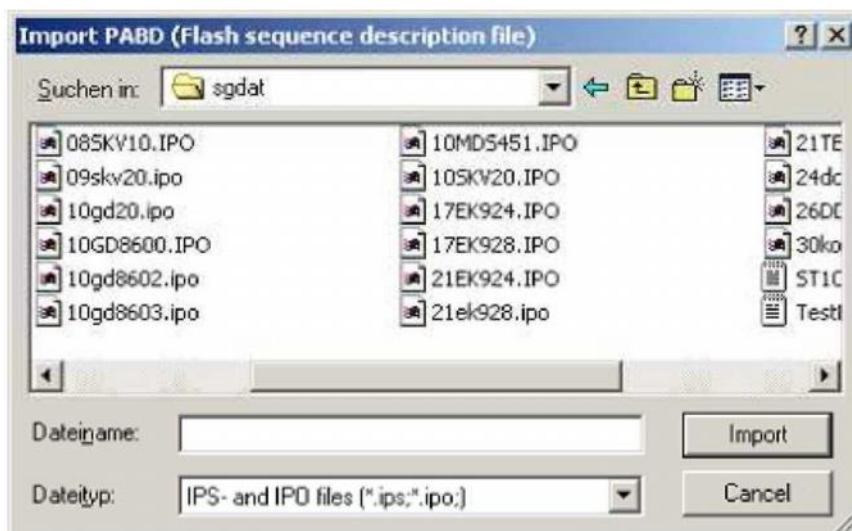 Import PABD (Flash sequence description file)
Suchen in: sgdat
085KV10.IPO
09skv20.ipo
10gd20.ipo
10GD8600.IPO
10gd8602.ipo
10gd8603.ipo
10MDS451.IPO
10SKV20.IPO
17EK924.IPO
17EK928.IPO
21EK924.IPO
21ek928.ipo
21TE
24dc
26DD
30ko
ST10
Test
Dateiname:
Import
Dateityp: IPS- and IPO files (*.ips;*.ipo;)
Cancel